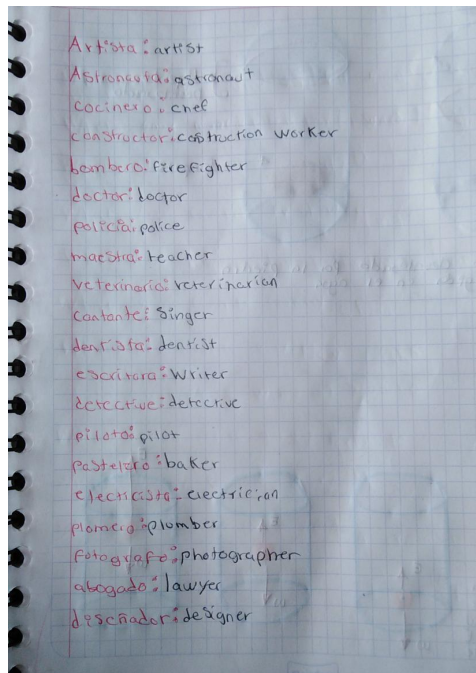 Artista: artist
Astronauta: astronaut
cocinero: chef
constructor: constrution worker
bombero: firefighter
doctor: doctor
policia: police
maestra: teacher
veterinaria: veterinarian
cantante: singer
dentista: dentist
escritora: writer
detective: detective
piloto: pilot
pastelero: baker
electricista: electrician
plomero: plumber
fotografo: photographer
abogado: lawyer
diseñador: designer